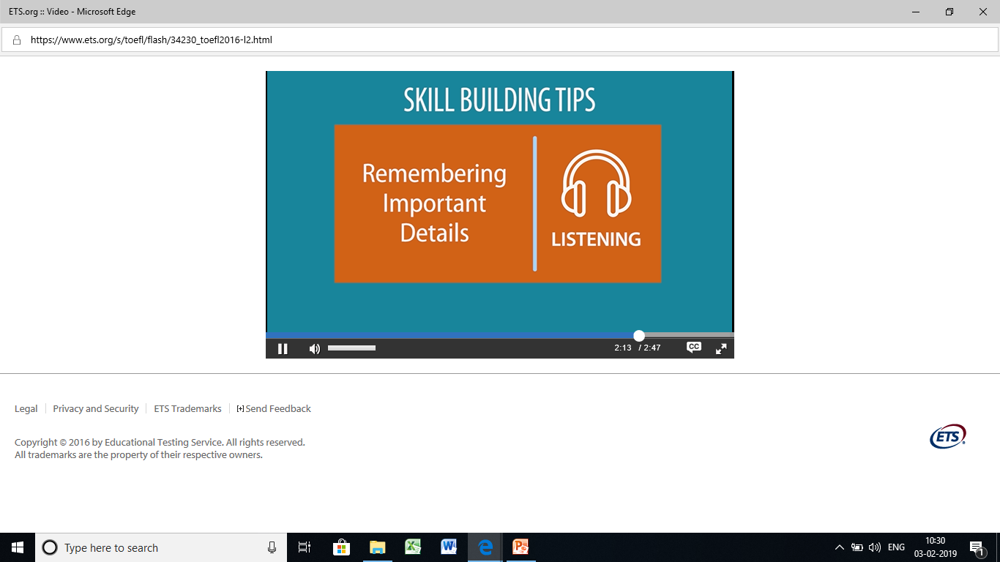 ETS.org :: Video - Microsoft Edge
https://www.ets.org/s/toefl/flash/34230_toefl2016-l2.html
SKILL BUILDING TIPS
Remembering
Important
Details
LISTENING
2:13 / 2:47
CC
Legal Privacy and Security ETS Trademarks [+] Send Feedback
Copyright © 2016 by Educational Testing Service. All rights reserved.
All trademarks are the property of their respective owners.
ETS®
Type here to search
ENG
10:30
03-02-2019
1